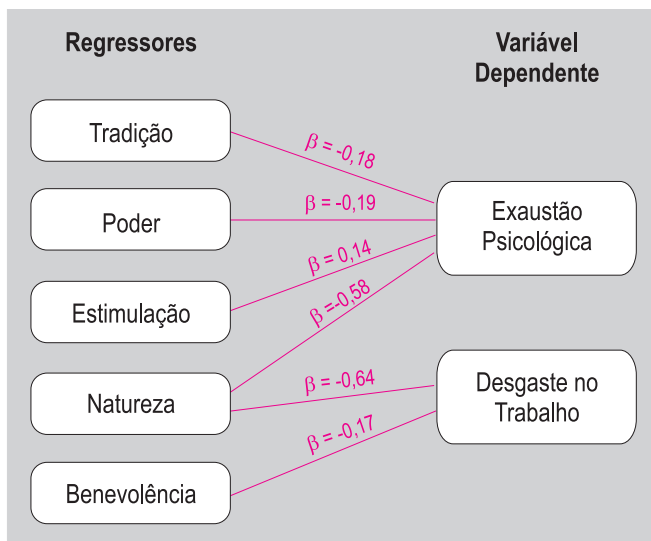 Regressores
Variável
Dependente
Tradição
β = -0,18
Poder
β = -0,19
Exaustão
Psicológica
Estimulação
β = 0,14
β =-0,58
Natureza
β = -0,64
Desgaste no
Trabalho
β = -0,17
Benevolência